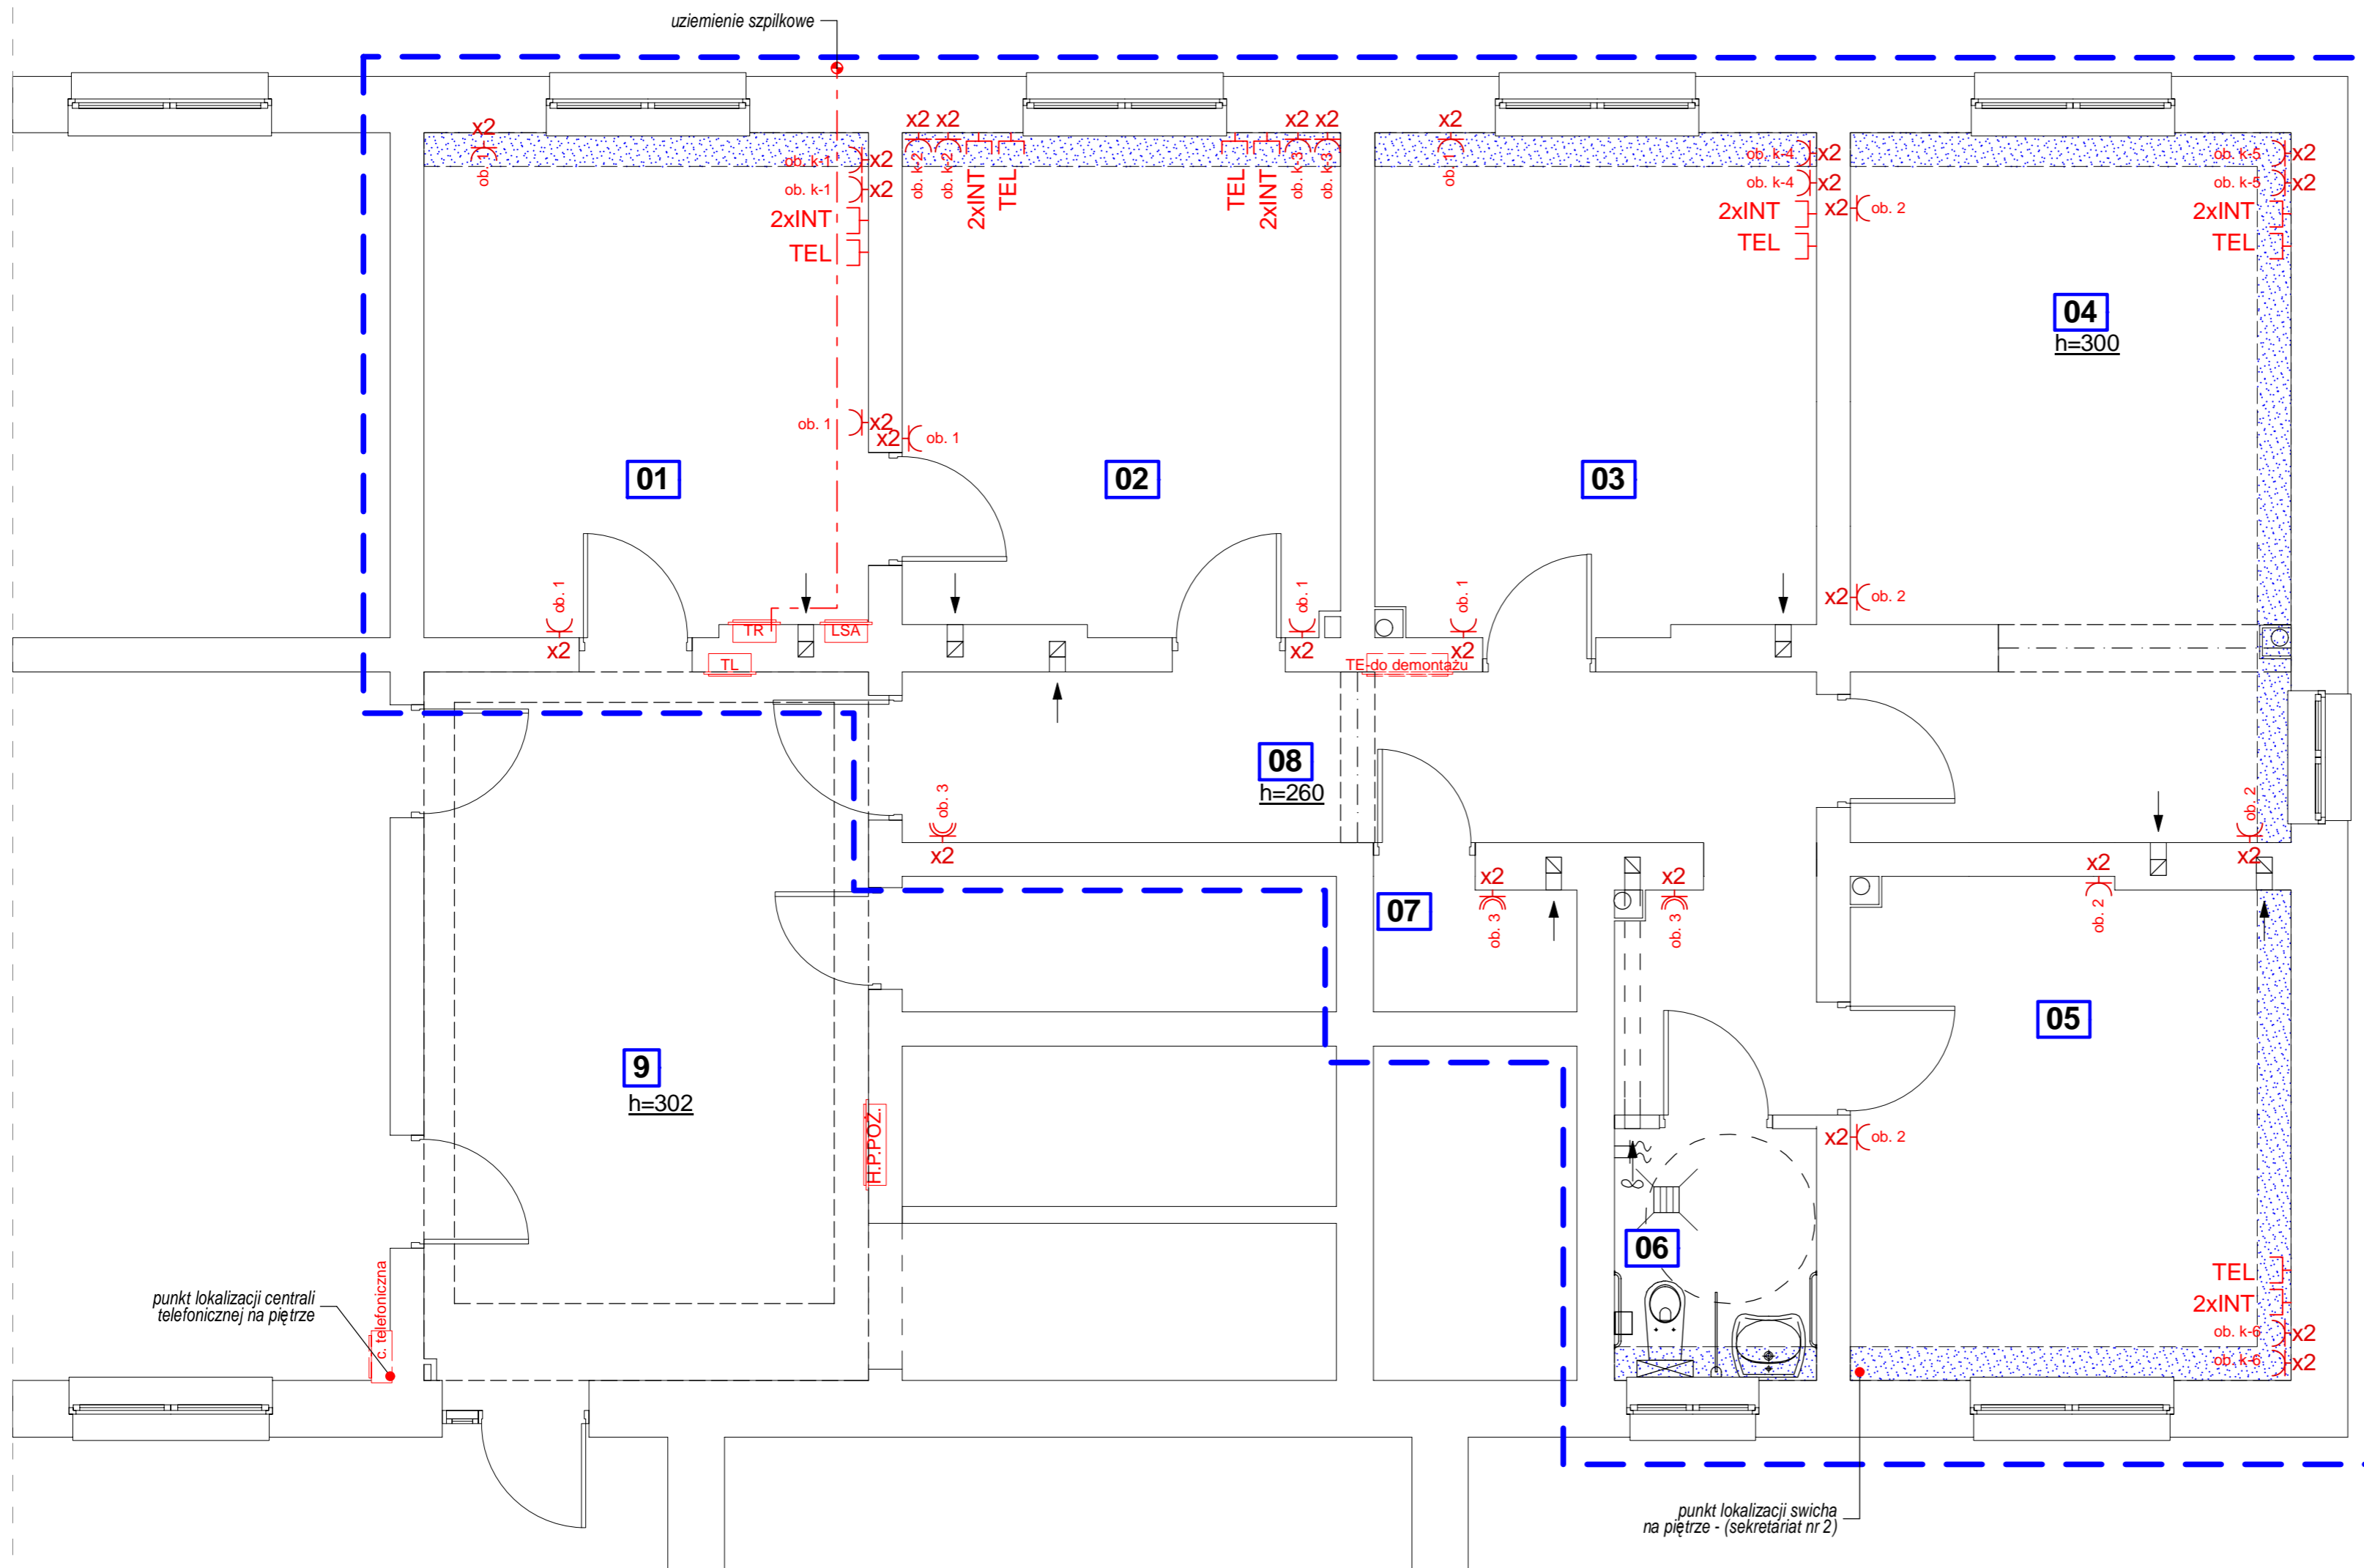 uziemienie szpilkowe
x2
ob. 1
ob. k-1 x2
ob. k-1 x2
2xINT
TEL
ob. 1 x2
01
ob. 1
x2
TR
LSA
TL
x2 x2
ob. k-2
ob. k-2
2xINT
TEL
x2 x2
TEL
2xINT
ob. k-3
ob. k-3
x2 ob. 1
02
ob. 1
x2
x2
ob. 1
ob. k-4 x2
ob. k-4 x2
2xINT
TEL
03
ob. 1
x2
TE-do demontażu
x2 ob. 2
ob. k-5 x2
ob. k-5 x2
2xINT
TEL
04
h=300
x2 ob. 2
ob. 2
x2
08
h=260
ob. 3
x2
07
x2
ob. 3
x2
ob. 3
x2
ob. 2
05
x2 ob. 2
TEL
2xINT
ob. k-6 x2
ob. k-6 x2
06
9
h=302
H.P.POŻ.
c. telefoniczna
punkt lokalizacji centrali
telefonicznej na piętrze
punkt lokalizacji swicha
na piętrze - (sekretariat nr 2)